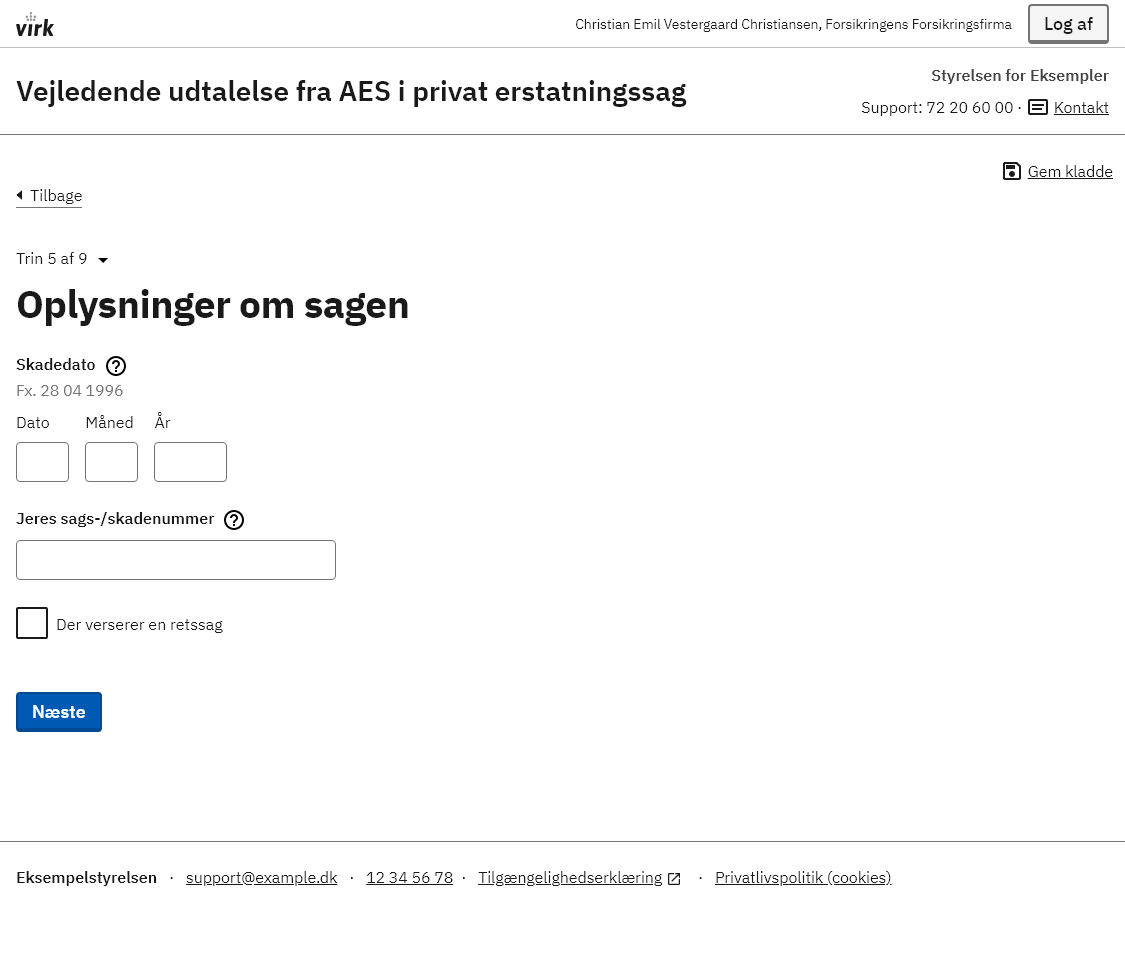 virk
Christian Emil Vestergaard Christiansen, Forsikringens Forsikringsfirma
Log af
Vejledende udtalelse fra AES i privat erstatningssag
Styrelsen for Eksempler
Support: 72 20 60 00 · Kontakt
Gem kladde
Tilbage
Trin 5 af 9
Oplysninger om sagen
Skadedato
Fx. 28 04 1996
Dato Måned År
Jeres sags-/skadenummer
Der verserer en retssag
Næste
Eksempelstyrelsen · support@example.dk · 12 34 56 78 · Tilgængelighedserklæring · Privatlivspolitik (cookies)